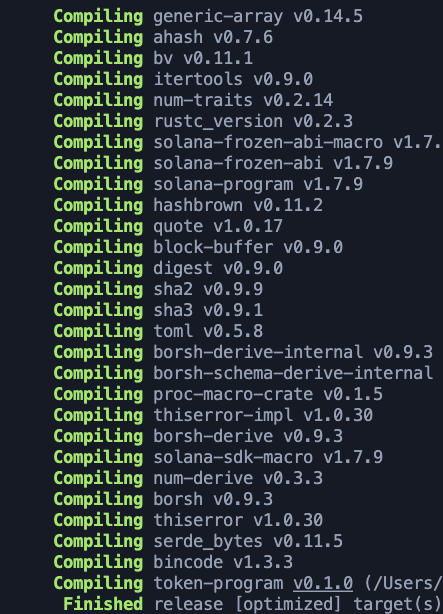 Compiling generic-array v0.14.5
Compiling ahash v0.7.6
Compiling bv v0.11.1
Compiling itertools v0.9.0
Compiling num-traits v0.2.14
Compiling rustc_version v0.2.3
Compiling solana-frozen-abi-macro v1.7.
Compiling solana-frozen-abi v1.7.9
Compiling solana-program v1.7.9
Compiling hashbrown v0.11.2
Compiling quote v1.0.17
Compiling block-buffer v0.9.0
Compiling digest v0.9.0
Compiling sha2 v0.9.9
Compiling sha3 v0.9.1
Compiling toml v0.5.8
Compiling borsh-derive-internal v0.9.3
Compiling borsh-schema-derive-internal
Compiling proc-macro-crate v0.1.5
Compiling thiserror-impl v1.0.30
Compiling borsh-derive v0.9.3
Compiling solana-sdk-macro v1.7.9
Compiling num-derive v0.3.3
Compiling borsh v0.9.3
Compiling thiserror v1.0.30
Compiling serde_bytes v0.11.5
Compiling bincode v1.3.3
Compiling token-program v0.1.0 (/Users/
Finished release [optimized] target(s)